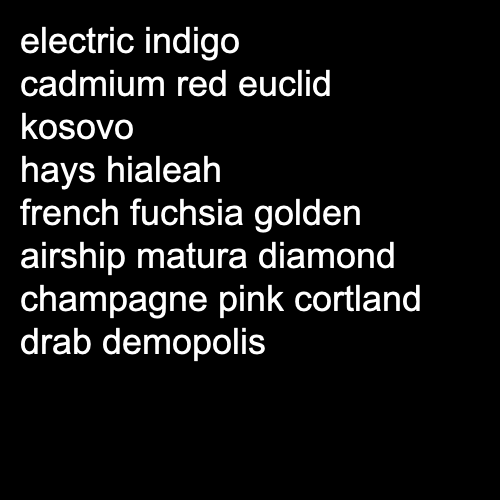 electric indigo
cadmium red euclid
kosovo
hays hialeah
french fuchsia golden
airship matura diamond
champagne pink cortland
drab demopolis